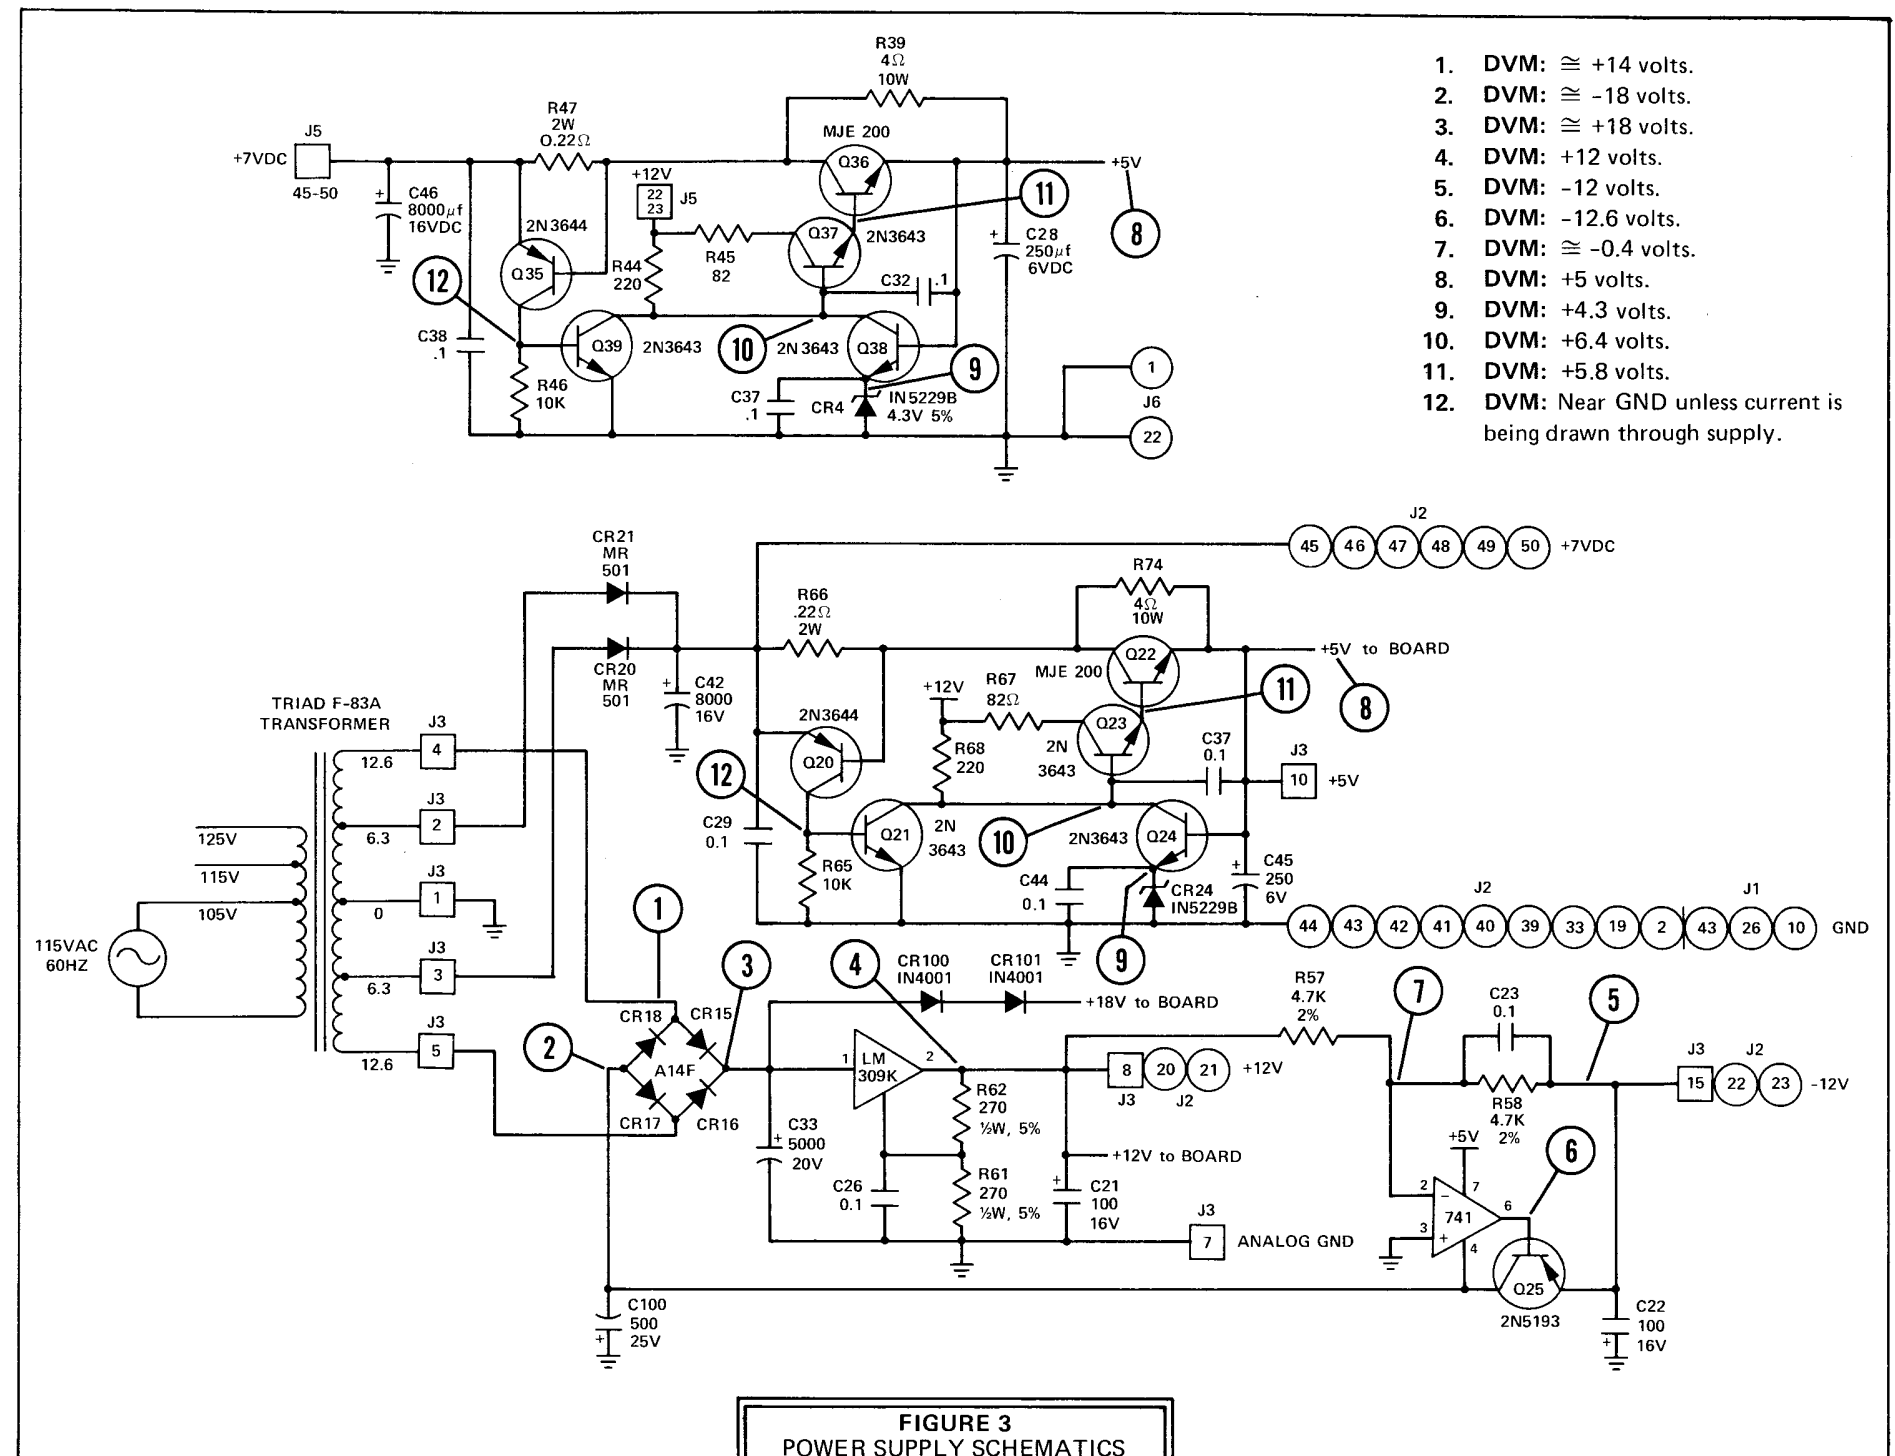 R39
4Ω
10W
R47
2W
0.22Ω
MJE 200
J5
+7VDC
45-50
Q36
+5V
+12V
22
23
J5
11
8
+
C46
8000µf
16VDC
2N3644
Q37
2N3643
+
C28
250µf
6VDC
R45
82
R44
220
Q35
12
C32
.1
C38
.1
Q39
2N3643
10
2N3643
Q38
9
R46
10K
C37
.1
CR4
IN5229B
4.3V 5%
1
J6
22
1. DVM: ≅ +14 volts.
2. DVM: ≅ -18 volts.
3. DVM: ≅ +18 volts.
4. DVM: +12 volts.
5. DVM: -12 volts.
6. DVM: -12.6 volts.
7. DVM: ≅ -0.4 volts.
8. DVM: +5 volts.
9. DVM: +4.3 volts.
10. DVM: +6.4 volts.
11. DVM: +5.8 volts.
12. DVM: Near GND unless current is
being drawn through supply.
J2
45 46 47 48 49 50 +7VDC
CR21
MR
501
R74
4Ω
10W
R66
.22Ω
2W
CR20
MR
501
+
C42
8000
16V
Q22
MJE 200
+5V to BOARD
11
8
+12V
R67
82Ω
TRIAD F-83A
TRANSFORMER
2N3644
Q23
2N
3643
R68
220
C37
0.1
J3
10
+5V
Q20
12
J3
4
12.6
J3
2
6.3
J3
1
0
J3
3
6.3
J3
5
12.6
125V
115V
105V
115VAC
60HZ
C29
0.1
Q21
2N
3643
10
2N3643
Q24
R65
10K
C44
0.1
CR24
IN5229B
+
C45
250
6V
9
J2
J1
44 43 42 41 40 39 33 19 2 43 26 10 GND
1
3
4
2
CR18
CR15
A14F
CR17
CR16
CR100
IN4001
CR101
IN4001
+18V to BOARD
R57
4.7K
2%
7
C23
0.1
5
1
LM
309K
2
8 20 21 +12V
J3
J2
R62
270
½W, 5%
R61
270
½W, 5%
+
C33
5000
20V
C26
0.1
+12V to BOARD
+
C21
100
16V
J3
7
ANALOG GND
R58
4.7K
2%
J3
J2
15 22 23 -12V
+5V
6
2
−
7
741
6
3
+
4
Q25
2N5193
C100
500
25V
+
C22
100
16V
+
FIGURE 3
POWER SUPPLY SCHEMATICS